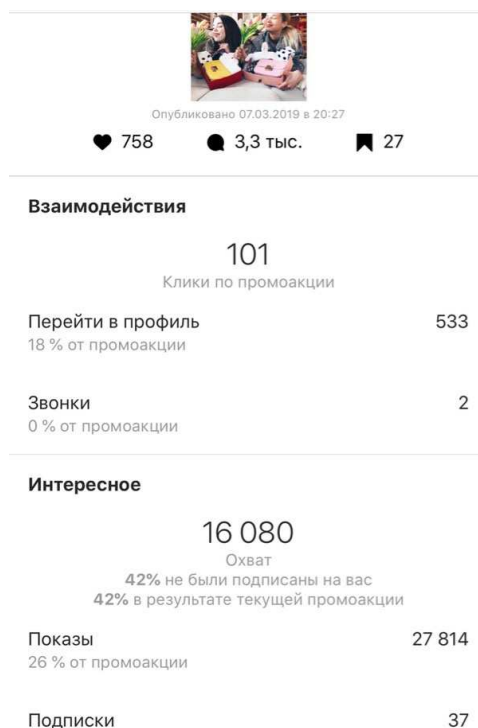 Опубликовано 07.03.2019 в 20:27
758 3,3 тыс. 27
Взаимодействия
101
Клики по промоакции
Перейти в профиль 533
18 % от промоакции
Звонки 2
0 % от промоакции
Интересное
16 080
Охват
42% не были подписаны на вас
42% в результате текущей промоакции
Показы 27 814
26 % от промоакции
Подписки 37